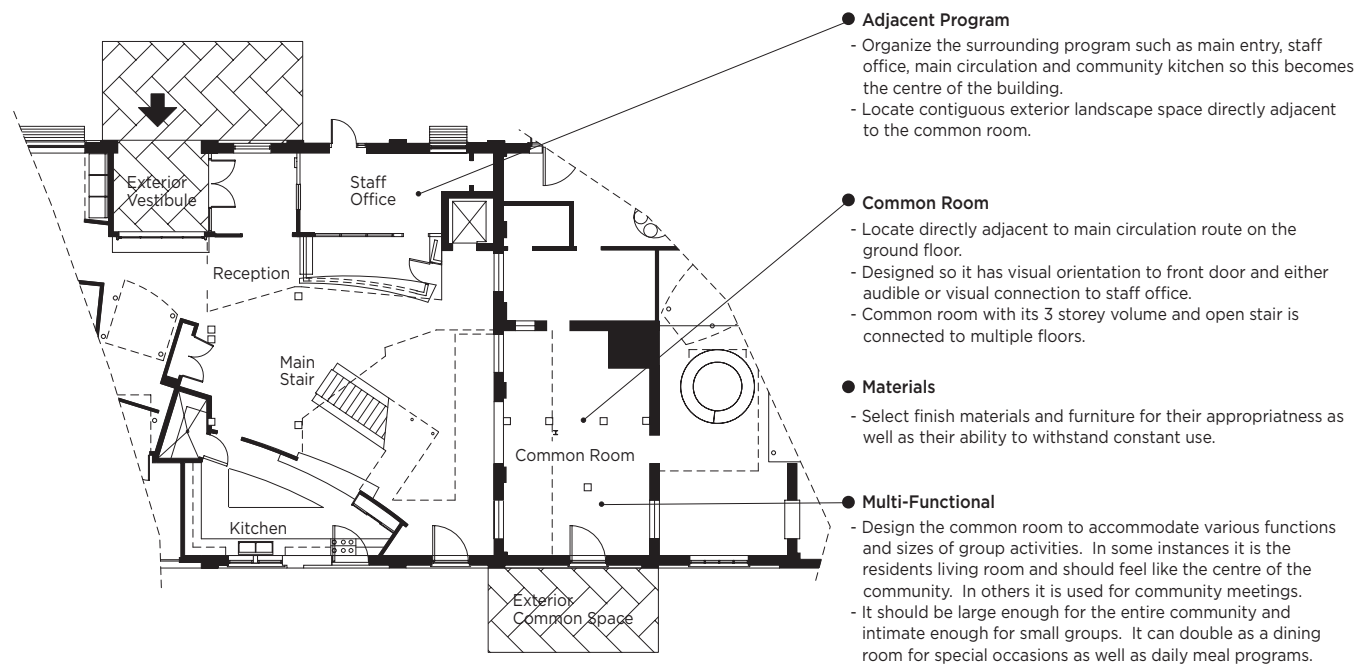 Adjacent Program
- Organize the surrounding program such as main entry, staff
office, main circulation and community kitchen so this becomes
the centre of the building.
- Locate contiguous exterior landscape space directly adjacent
to the common room.
Common Room
- Locate directly adjacent to main circulation route on the
ground floor.
- Designed so it has visual orientation to front door and either
audible or visual connection to staff office.
- Common room with its 3 storey volume and open stair is
connected to multiple floors.
Materials
- Select finish materials and furniture for their appropriatness as
well as their ability to withstand constant use.
Multi-Functional
- Design the common room to accommodate various functions
and sizes of group activities.  In some instances it is the
residents living room and should feel like the centre of the
community.  In others it is used for community meetings.
- It should be large enough for the entire community and
intimate enough for small groups.  It can double as a dining
room for special occasions as well as daily meal programs.
Exterior
Vestibule
Staff
Office
Reception
Main
Stair
Common Room
Kitchen
Exterior
Common Space